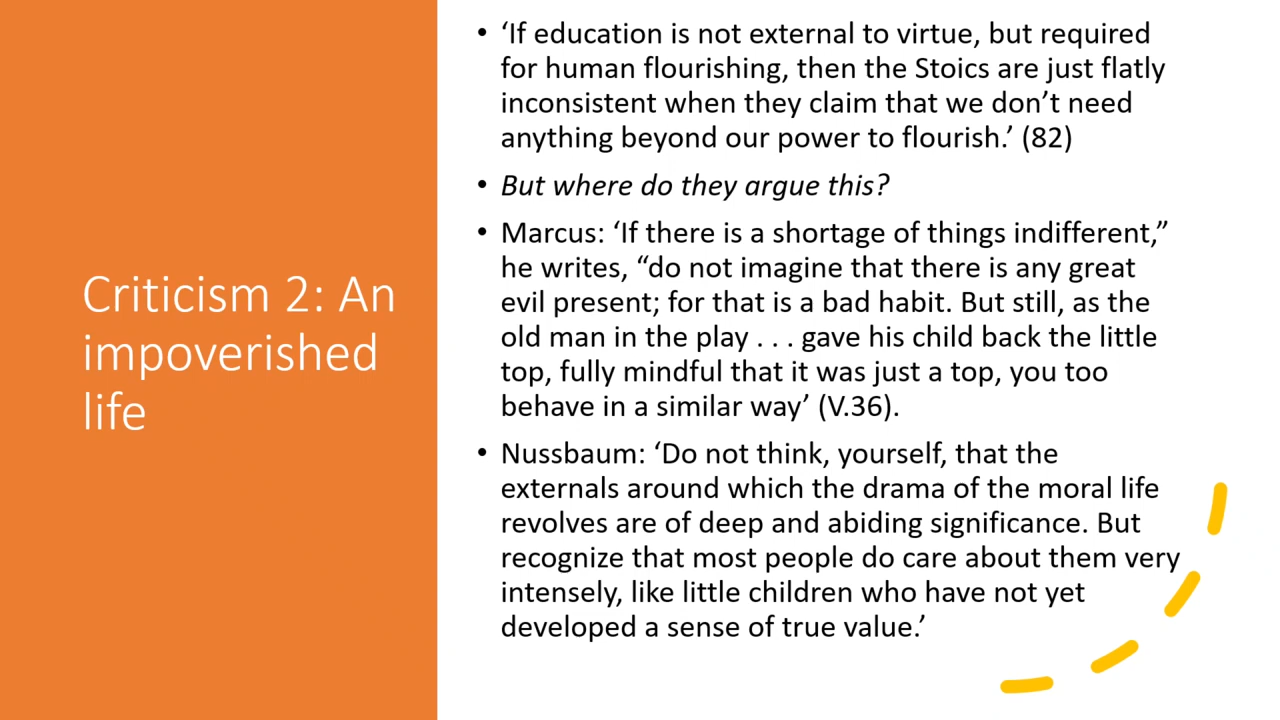 Criticism 2: An
impoverished
life
• ‘If education is not external to virtue, but required
for human flourishing, then the Stoics are just flatly
inconsistent when they claim that we don’t need
anything beyond our power to flourish.’ (82)
• But where do they argue this?
• Marcus: ‘If there is a shortage of things indifferent,”
he writes, “do not imagine that there is any great
evil present; for that is a bad habit. But still, as the
old man in the play . . . gave his child back the little
top, fully mindful that it was just a top, you too
behave in a similar way’ (V.36).
• Nussbaum: ‘Do not think, yourself, that the
externals around which the drama of the moral life
revolves are of deep and abiding significance. But
recognize that most people do care about them very
intensely, like little children who have not yet
developed a sense of true value.’